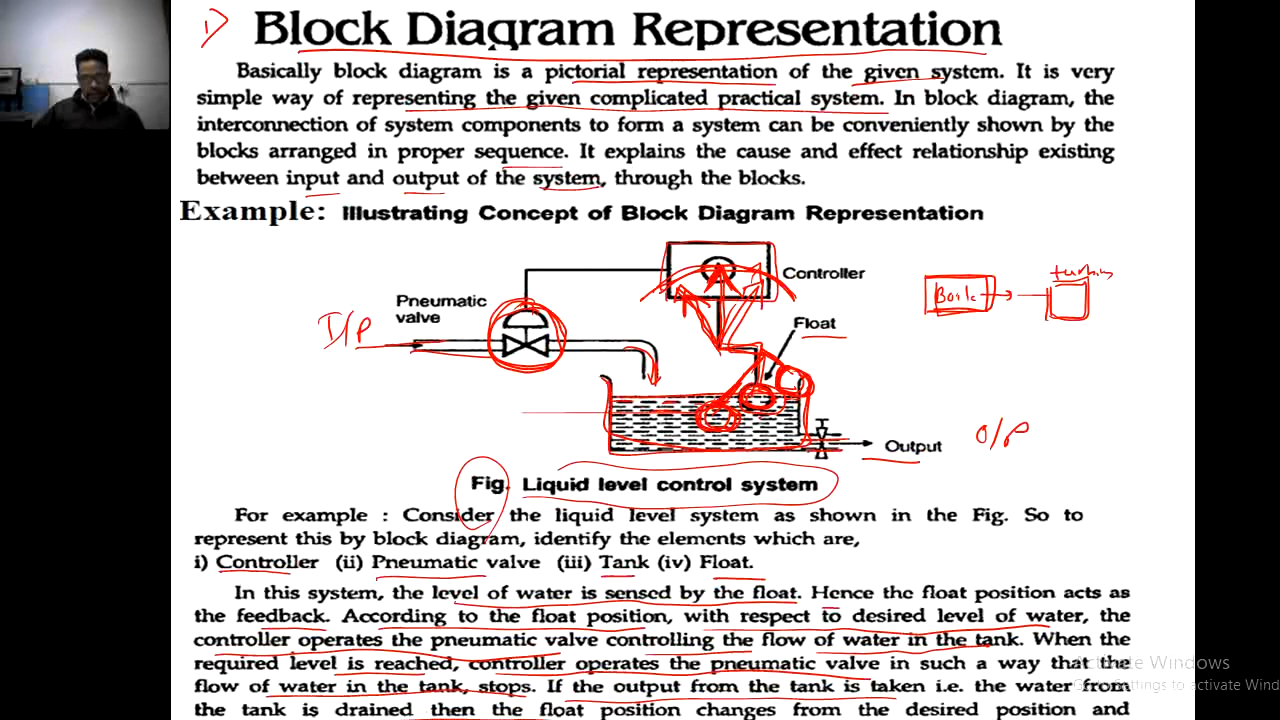 1)
Block Diagram Representation
Basically block diagram is a pictorial representation of the given system. It is very
simple way of representing the given complicated practical system. In block diagram, the
interconnection of system components to form a system can be conveniently shown by the
blocks arranged in proper sequence. It explains the cause and effect relationship existing
between input and output of the system, through the blocks.
Example: Illustrating Concept of Block Diagram Representation
Controller
turbin
Pneumatic
valve
I/P
Float
Output
O/P
Fig. Liquid level control system
For example : Consider the liquid level system as shown in the Fig. So to
represent this by block diagram, identify the elements which are,
i) Controller (ii) Pneumatic valve (iii) Tank (iv) Float.
In this system, the level of water is sensed by the float. Hence the float position acts as
the feedback. According to the float position, with respect to desired level of water, the
controller operates the pneumatic valve controlling the flow of water in the tank. When the
required level is reached, controller operates the pneumatic valve in such a way that the
flow of water in the tank, stops. If the output from the tank is taken i.e. the water from
the tank is drained then the float position changes from the desired position and
Activate Windows
Go to Settings to activate Wind